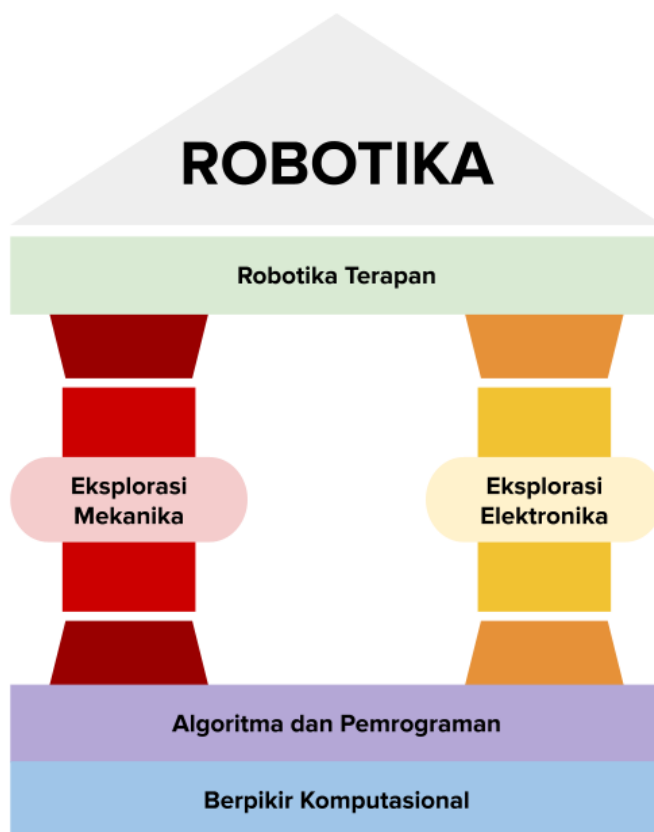 ROBOTIKA
Robotika Terapan
Eksplorasi
Mekanika
Eksplorasi
Elektronika
Algoritma dan Pemrograman
Berpikir Komputasional